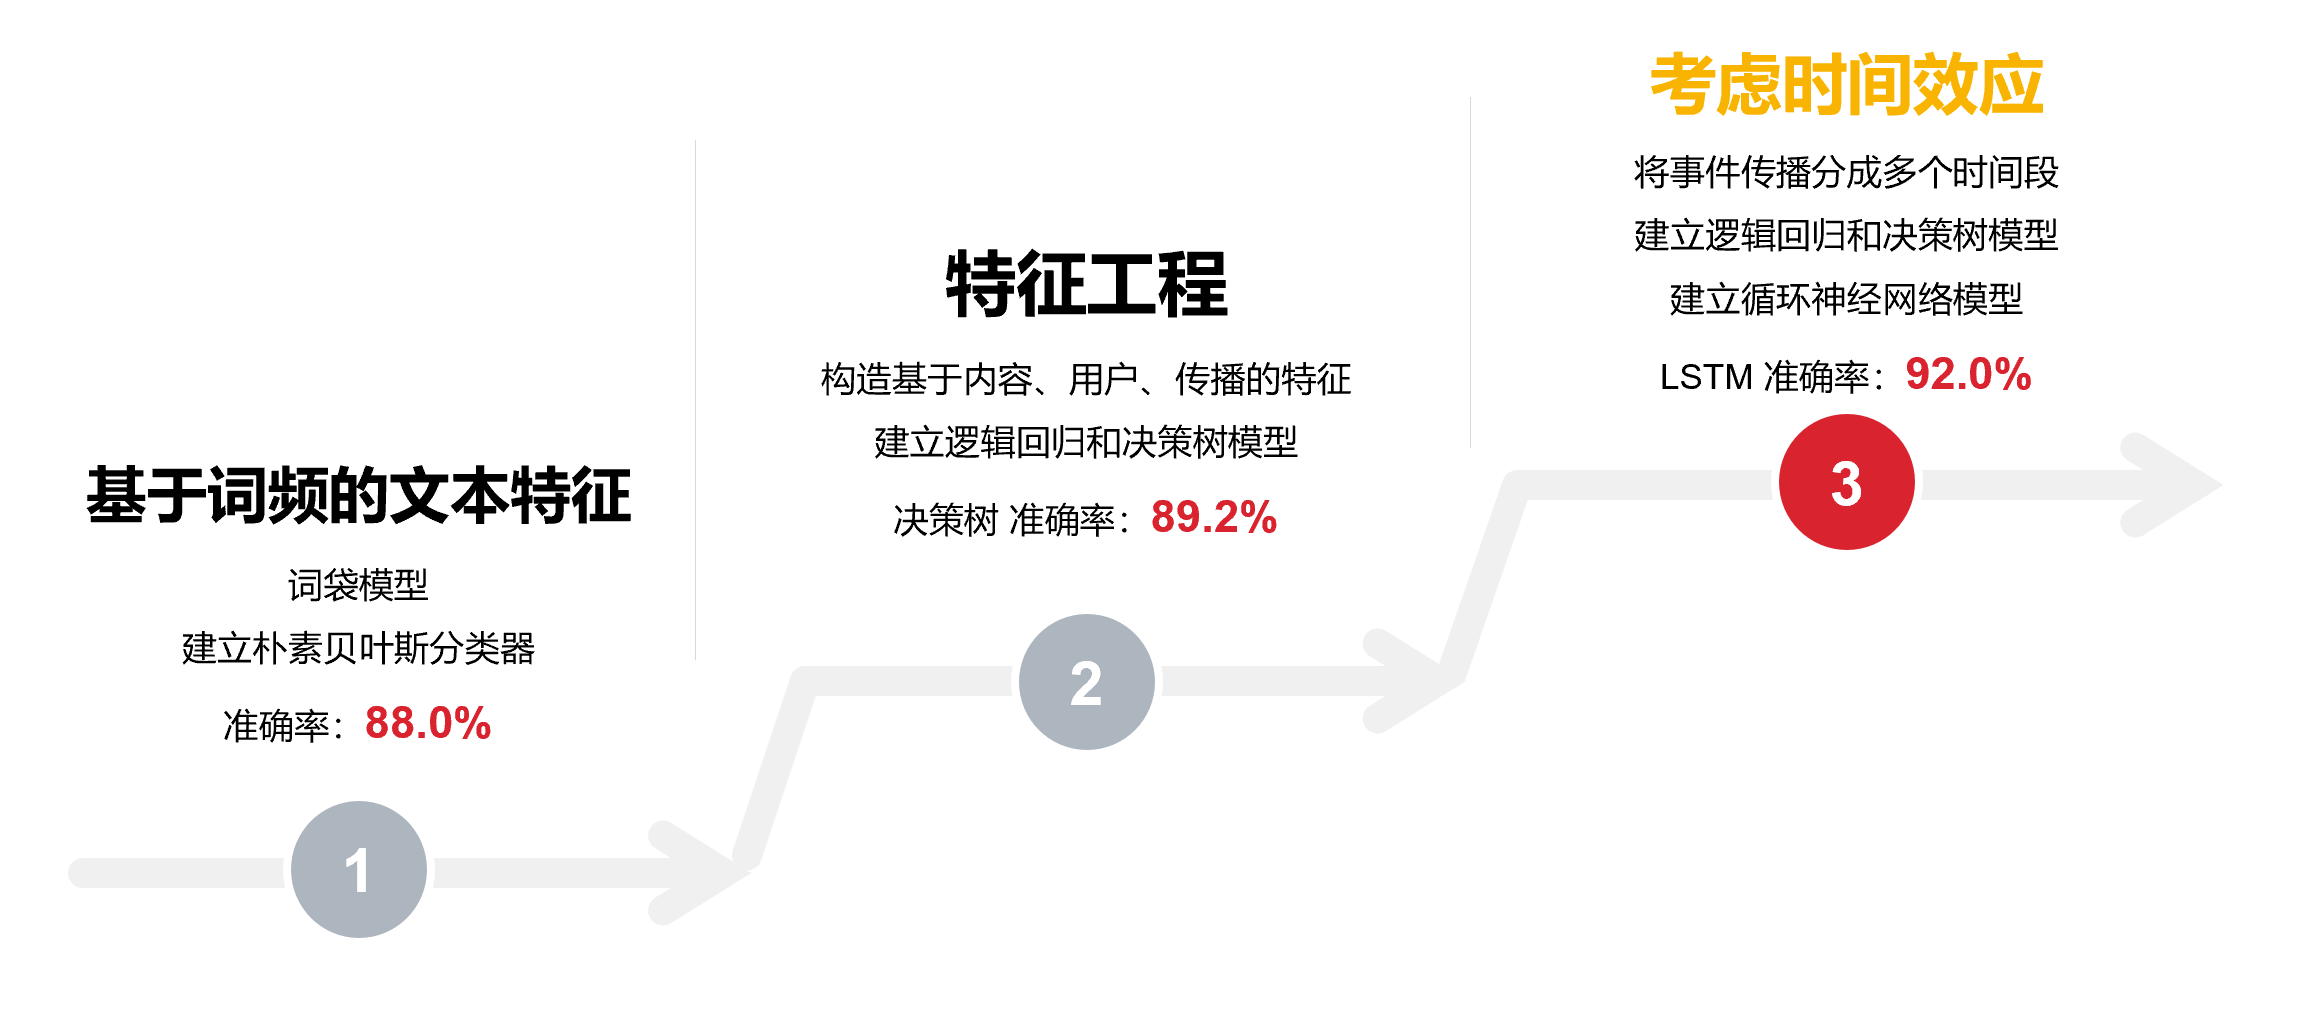 基于词频的文本特征
词袋模型
建立朴素贝叶斯分类器
准确率：88.0%
1
特征工程
构造基于内容、用户、传播的特征
建立逻辑回归和决策树模型
决策树 准确率：89.2%
2
考虑时间效应
将事件传播分成多个时间段
建立逻辑回归和决策树模型
建立循环神经网络模型
LSTM 准确率：92.0%
3